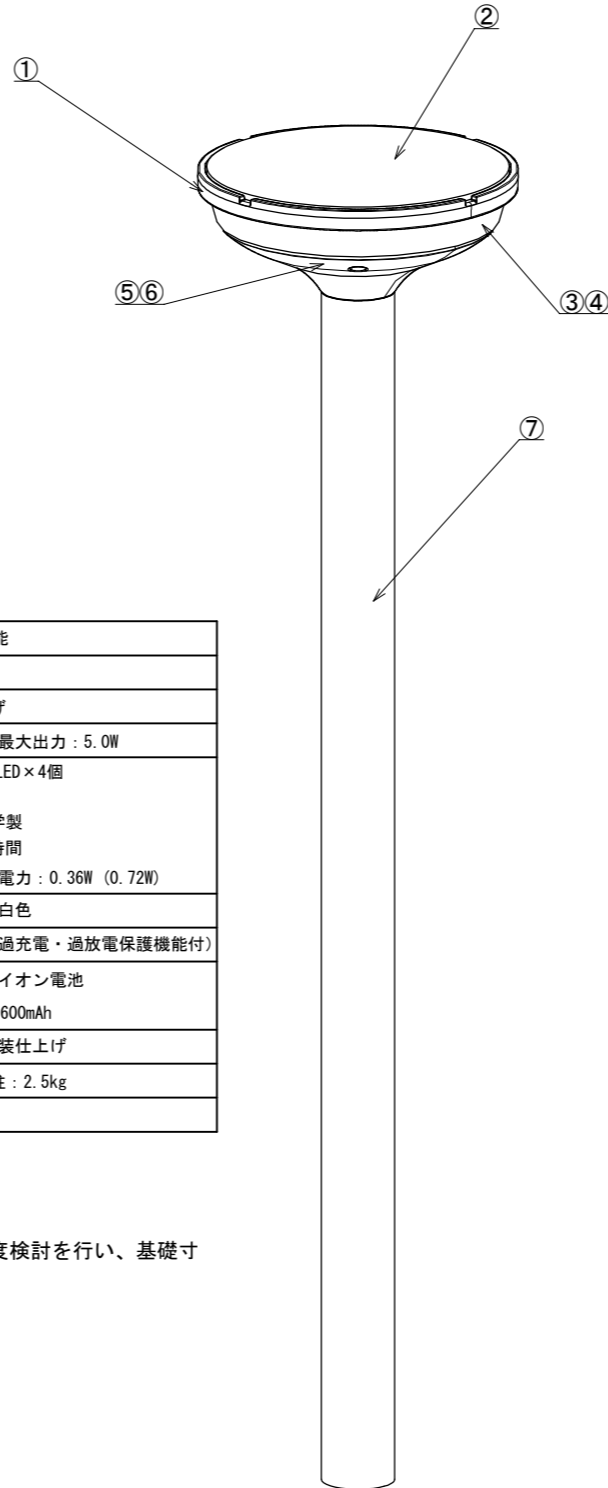 ②
①
⑤⑥
③④
⑦
能
げ
最大出力：5.0W
LED×4個
学製
時間
電力：0.36W (0.72W)
白色
過充電・過放電保護機能付）
イオン電池
600mAh
装仕上げ
柱：2.5kg
度検討を行い、基礎寸